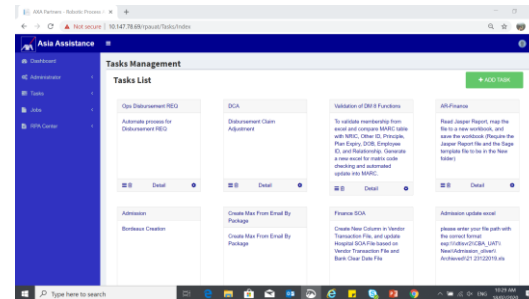 AXA Partners - Robotic Process
Not secure | 10.147.78.69/rpauat/Tasks/Index
Asia Assistance
Dashboard
Administrator
Tasks
Jobs
RPA Center
Tasks Management
Tasks List
+ ADD TASK
Ops Disbursement REQ
Automate process for
Disbursement REQ
Detail
DCA
Disbursement Claim
Adjustment
Detail
Validation of DM II Functions
To validate membership from
excel and compare MARC table
with NRIC, Other ID, Principle,
Plan Expiry, DOB, Employee
ID, and Relationship. Generate
a new excel for matrix code
checking and automated
update into MARC.
Detail
AR-Finance
Read Jasper Report, map the
file to a new workbook, and
save the workbook (Require the
Jasper Report file and the Sage
template file to be in the New
folder)
Detail
Admission
Bordeaux Creation
Create Max From Email By
Package
Create Max From Email By
Package
Finance SOA
Create New Column in Vendor
Transaction File, and update
Hospital SOA File based on
Vendor Transaction File and
Bank Clear Date File
Admission update excel
please enter your file path with
the correct format
Type here to search
ENG
10:29 AM